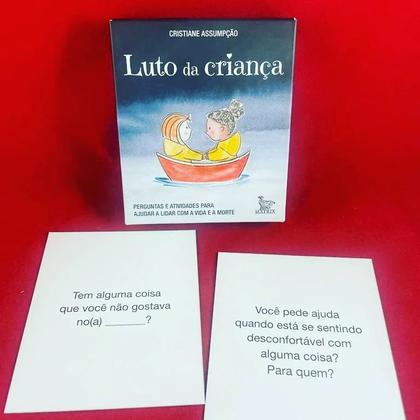 CRISTIANE ASSUMPÇÃO
Luto da criança
PERGUNTAS E ATIVIDADES PARA
AJUDAR A LIDAR COM A VIDA E A MORTE
MATRIX
Tem alguma coisa
que você não gostava
no(a) _______?
Você pede ajuda
quando está se sentindo
desconfortável com
alguma coisa?
Para quem?